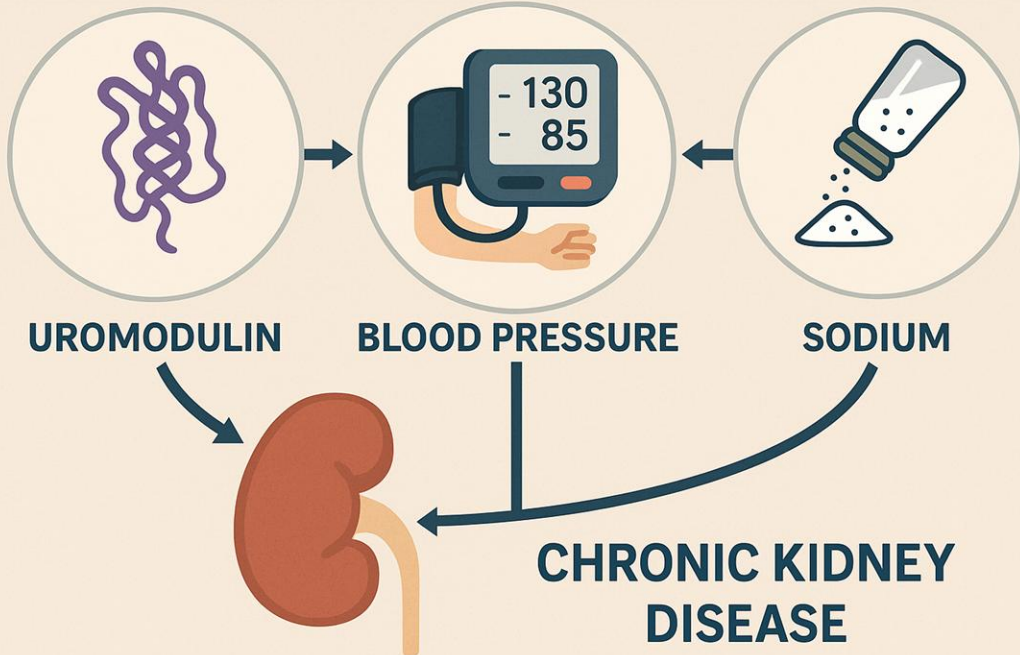 - 130
- 85
UROMODULIN
BLOOD PRESSURE
SODIUM
CHRONIC KIDNEY
DISEASE